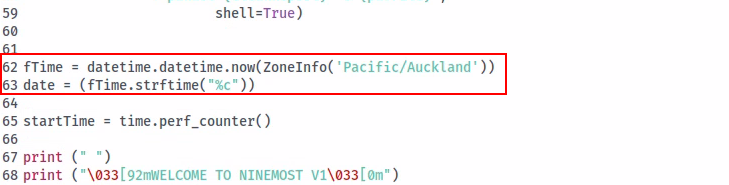 59 shell=True)
60
61
62 fTime = datetime.datetime.now(ZoneInfo('Pacific/Auckland'))
63 date = (fTime.strftime("%c"))
64
65 startTime = time.perf_counter()
66
67 print (" ")
68 print ("\033[92mWELCOME TO NINEMOST V1\033[0m")